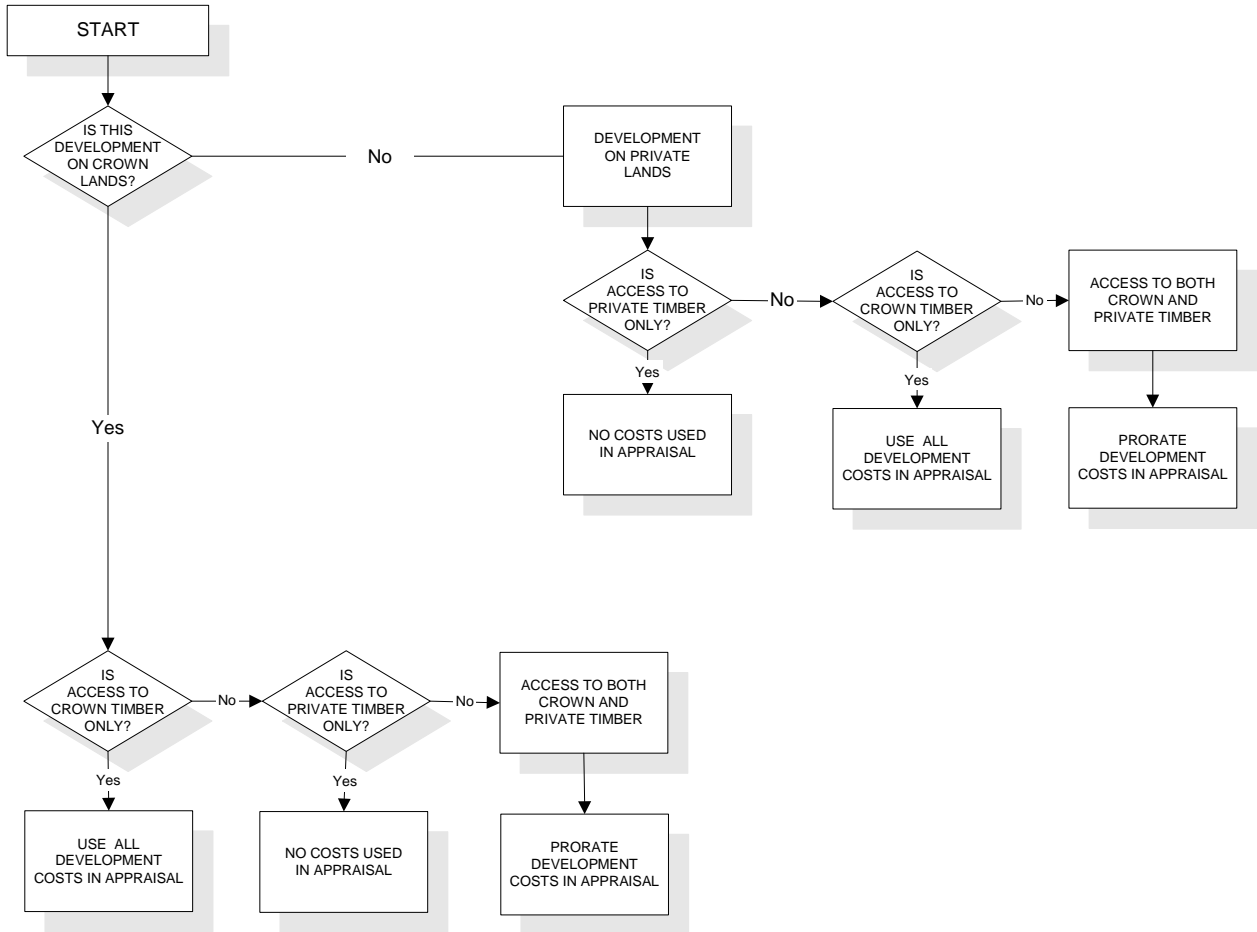 START
IS THIS
DEVELOPMENT
ON CROWN
LANDS?
No
DEVELOPMENT
ON PRIVATE
LANDS
IS
ACCESS TO
PRIVATE TIMBER
ONLY?
No
IS
ACCESS TO
CROWN TIMBER
ONLY?
No
ACCESS TO BOTH
CROWN AND
PRIVATE TIMBER
Yes
Yes
NO COSTS USED
IN APPRAISAL
USE ALL
DEVELOPMENT
COSTS IN APPRAISAL
PRORATE
DEVELOPMENT
COSTS IN APPRAISAL
Yes
IS
ACCESS TO
CROWN TIMBER
ONLY?
No
IS
ACCESS TO
PRIVATE TIMBER
ONLY?
No
ACCESS TO BOTH
CROWN AND
PRIVATE TIMBER
Yes
Yes
USE ALL
DEVELOPMENT
COSTS IN APPRAISAL
NO COSTS USED
IN APPRAISAL
PRORATE
DEVELOPMENT
COSTS IN APPRAISAL